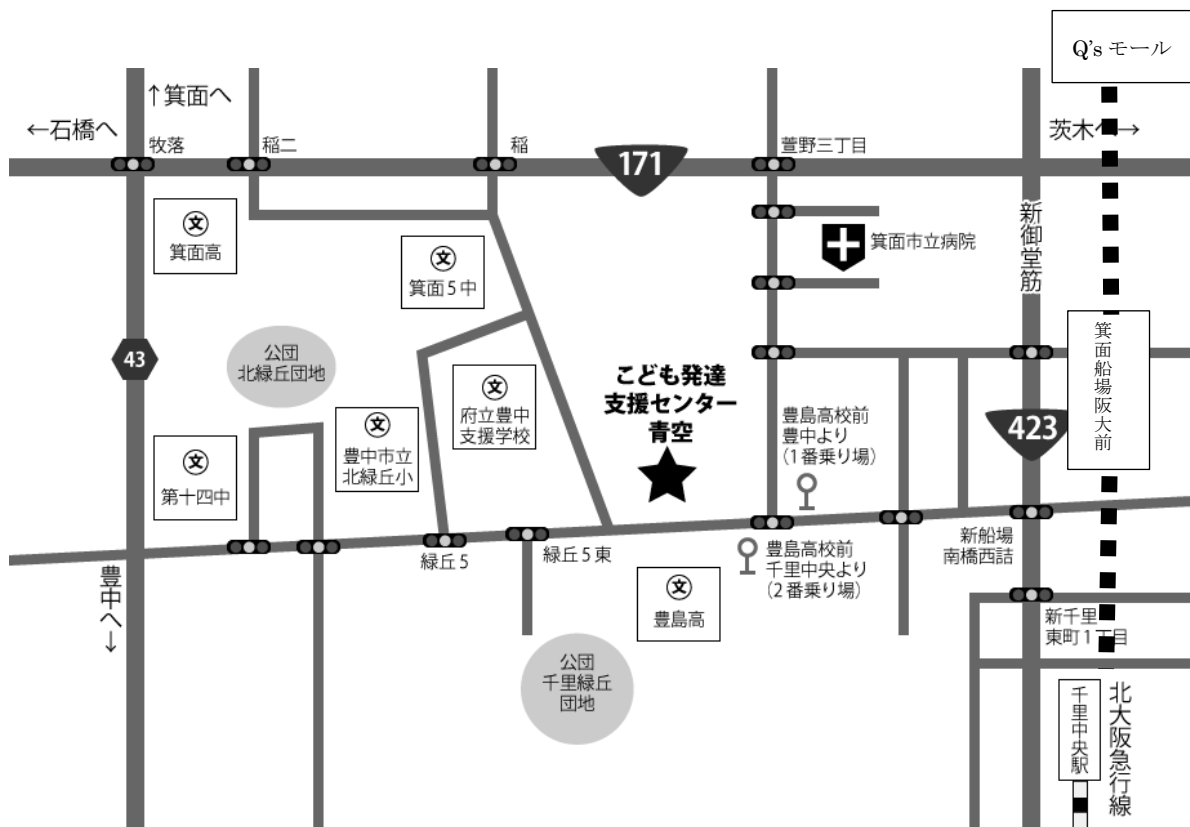 Q'sモール
↑箕面へ
←石橋へ
茨木へ→
牧落
稲二
稲
萱野三丁目
171
文
箕面高
文
箕面5中
箕面市立病院
新御堂筋
43
公団
北緑丘団地
文
府立豊中
支援学校
こども発達
支援センター
青空
箕面船場阪大前
豊島高校前
豊中より
(1番乗り場)
423
文
豊中市立
北緑丘小
文
第十四中
緑丘5
緑丘5東
豊島高校前
千里中央より
(2番乗り場)
新船場
南橋西詰
豊中へ↓
文
豊島高
新千里
東町1丁目
公団
千里緑丘
団地
千里中央駅
北大阪急行線